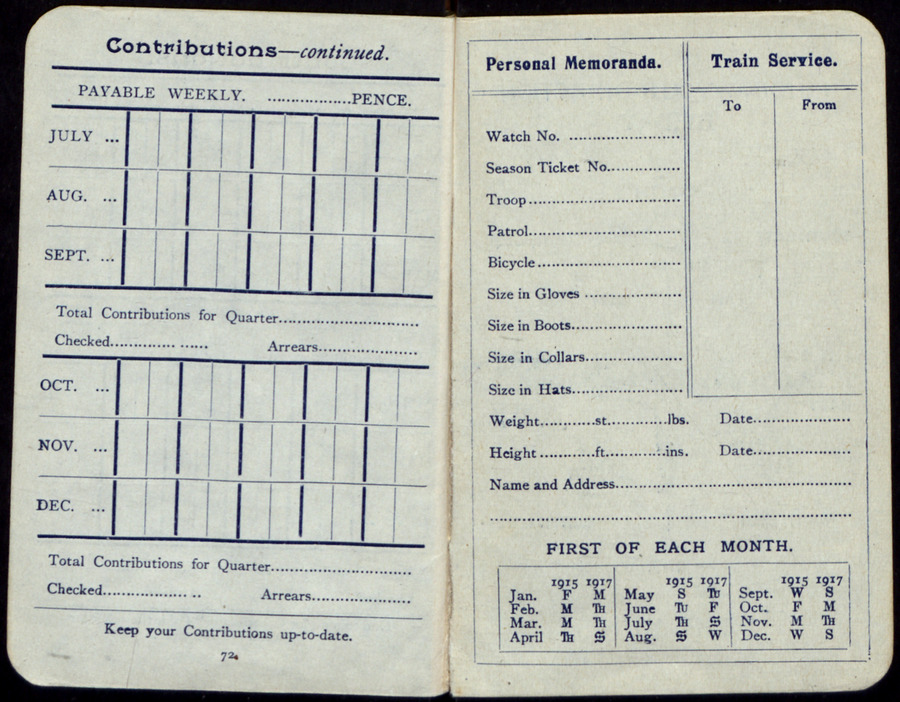 Contributions—continued.
PAYABLE WEEKLY. ..................PENCE.
JULY ...
AUG. ...
SEPT. ...
Total Contributions for Quarter..............................
Checked.............. ...... Arrears.....................
OCT. ...
NOV. ...
DEC. ...
Total Contributions for Quarter..............................
Checked.................. .. Arrears.....................
Keep your Contributions up-to-date.
72.
Personal Memoranda.
Watch No. ........................
Season Ticket No................
Troop.................................
Patrol.................................
Bicycle...............................
Size in Gloves .....................
Size in Boots........................
Size in Collars.....................
Size in Hats........................
Train Service.
To From
Weight............st.............lbs. Date.....................
Height ............ft.............ins. Date.....................
Name and Address...................................................
...............................................................................
FIRST OF EACH MONTH.
1915 1917 1915 1917 1915 1917
Jan. F M May S Tu Sept. W S
Feb. M Th June Tu F Oct. F M
Mar. M Th July Th S Nov. M Th
April Th S Aug. S W Dec. W S